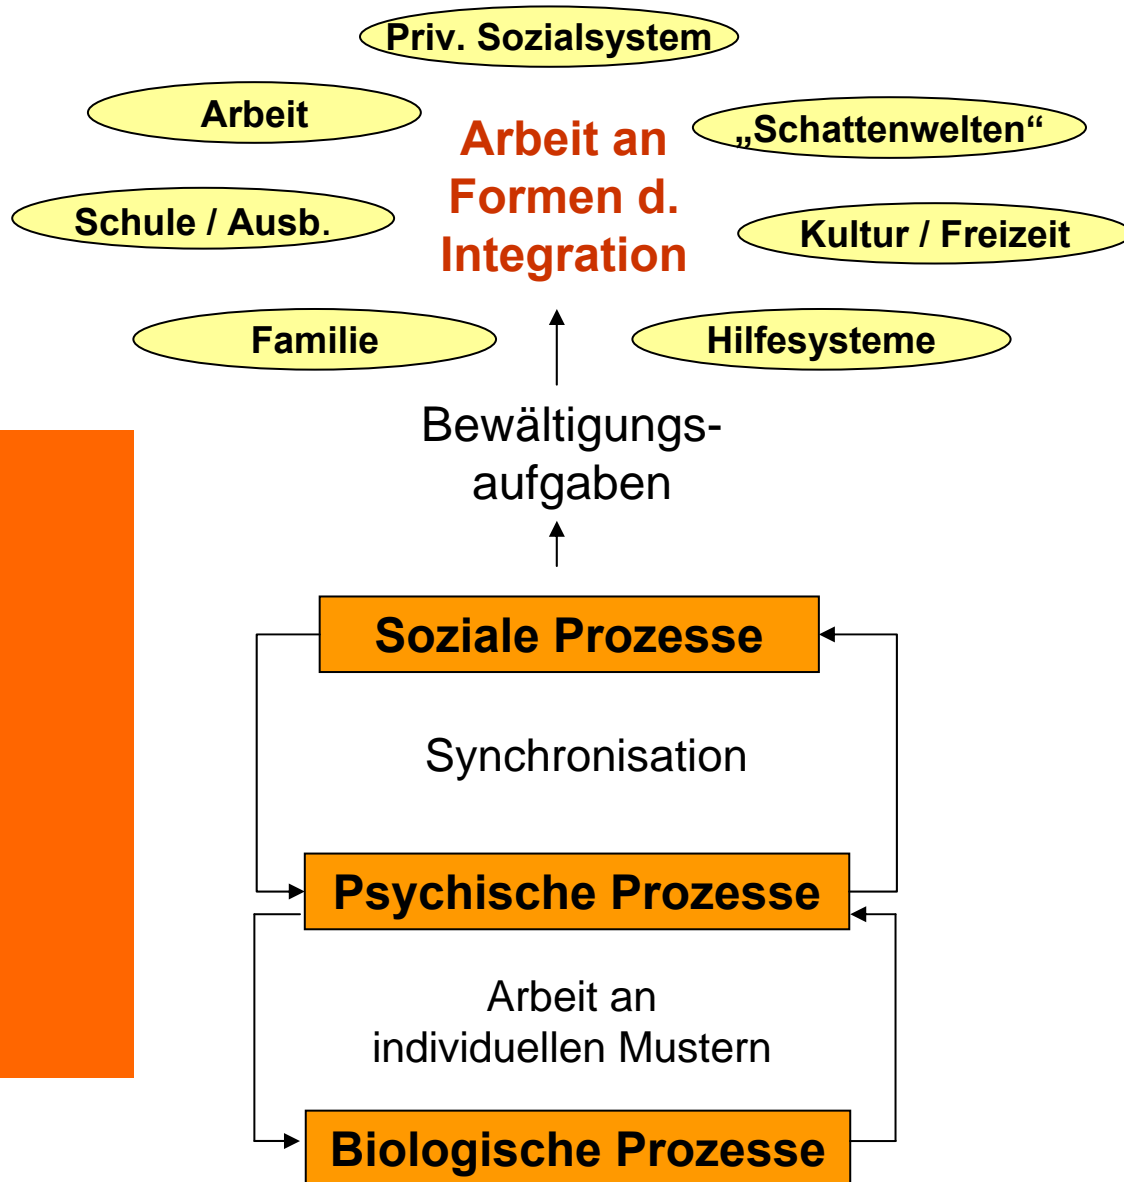 Priv. Sozialsystem
Arbeit
„Schattenwelten“
Arbeit an
Formen d.
Integration
Schule / Ausb.
Kultur / Freizeit
Familie
Hilfesysteme
Bewältigungs-
aufgaben
Soziale Prozesse
Synchronisation
Psychische Prozesse
Arbeit an
individuellen Mustern
Biologische Prozesse